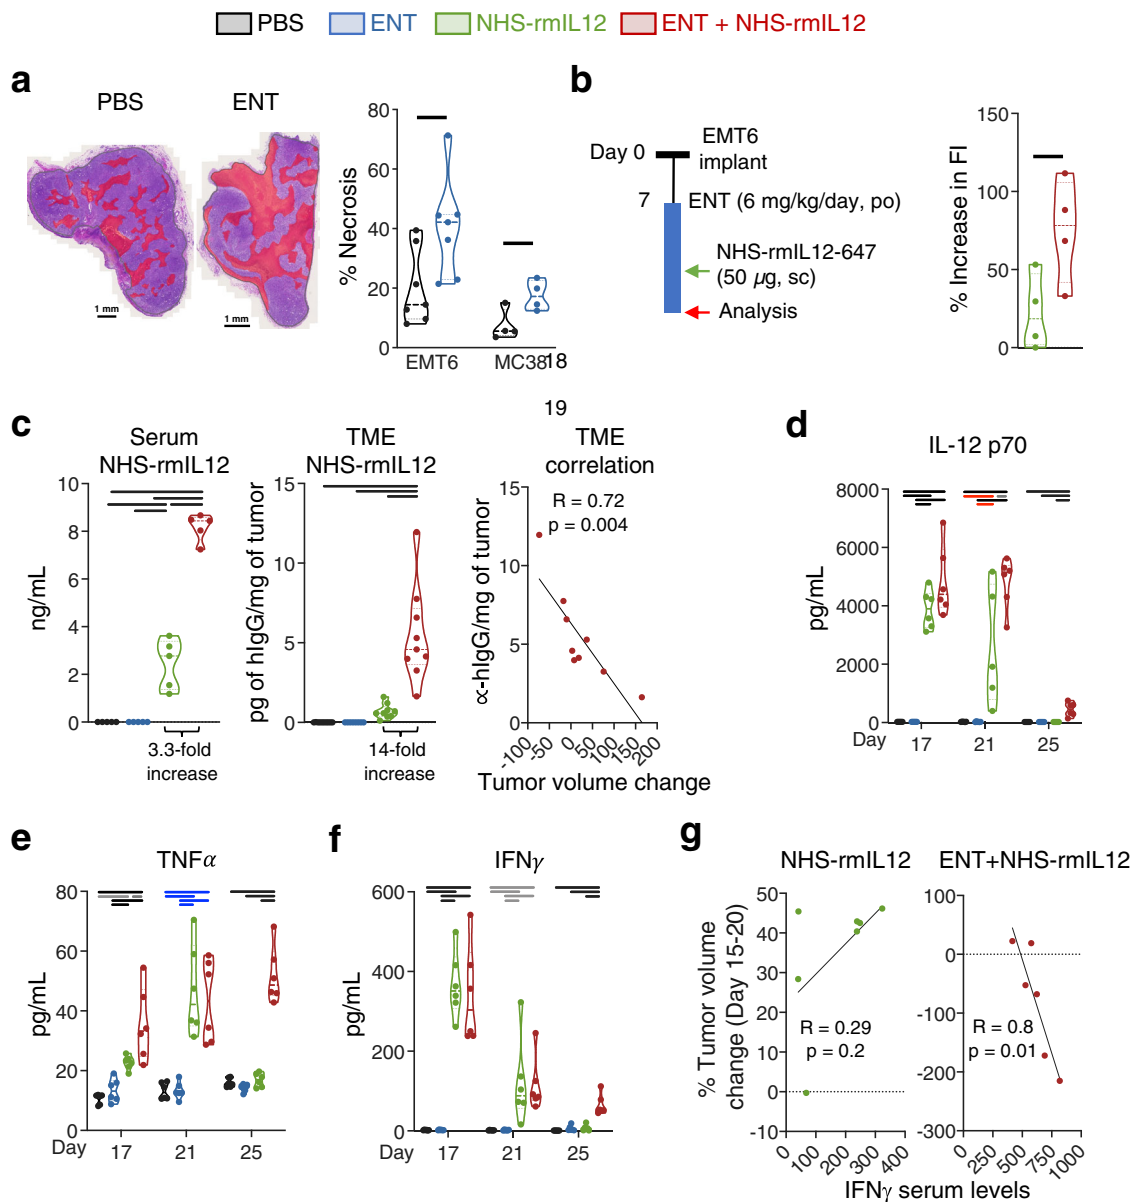 PBS ENT NHS-rmIL12 ENT + NHS-rmIL12
a
PBS ENT
1 mm
1 mm
% Necrosis
80
60
40
20
0
EMT6 MC38
18
b
Day 0
EMT6
implant
7
ENT (6 mg/kg/day, po)
NHS-rmIL12-647
(50 µg, sc)
Analysis
% Increase in FI
150
100
50
0
19
c
Serum
NHS-rmIL12
ng/mL
10
8
6
4
2
0
3.3-fold
increase
TME
NHS-rmIL12
pg of hIgG/mg of tumor
15
10
5
0
14-fold
increase
TME
correlation
R = 0.72
p = 0.004
α-hIgG/mg of tumor
15
10
5
0
-100 -50 0 50 100 150 200
Tumor volume change
d
IL-12 p70
pg/mL
8000
6000
4000
2000
0
Day 17 21 25
e
TNFα
pg/mL
80
60
40
20
0
Day 17 21 25
f
IFNγ
pg/mL
600
400
200
0
Day 17 21 25
g
NHS-rmIL12
% Tumor volume
change (Day 15-20)
50
40
30
20
10
0
-10
R = 0.29
p = 0.2
0 100 200 300 400
ENT+NHS-rmIL12
100
0
-100
-200
-300
R = 0.8
p = 0.01
0 250 500 750 1000
IFNγ serum levels